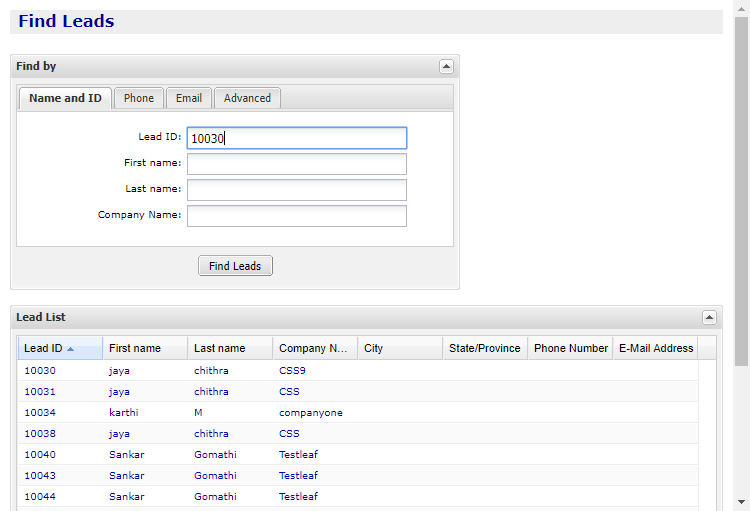 Find Leads
Find by
Name and ID Phone Email Advanced
Lead ID: 10030
First name:
Last name:
Company Name:
Find Leads
Lead List
Lead ID First name Last name Company N... City State/Province Phone Number E-Mail Address
10030 jaya chithra CSS9
10031 jaya chithra CSS
10034 karthi M companyone
10038 jaya chithra CSS
10040 Sankar Gomathi Testleaf
10043 Sankar Gomathi Testleaf
10044 Sankar Gomathi Testleaf